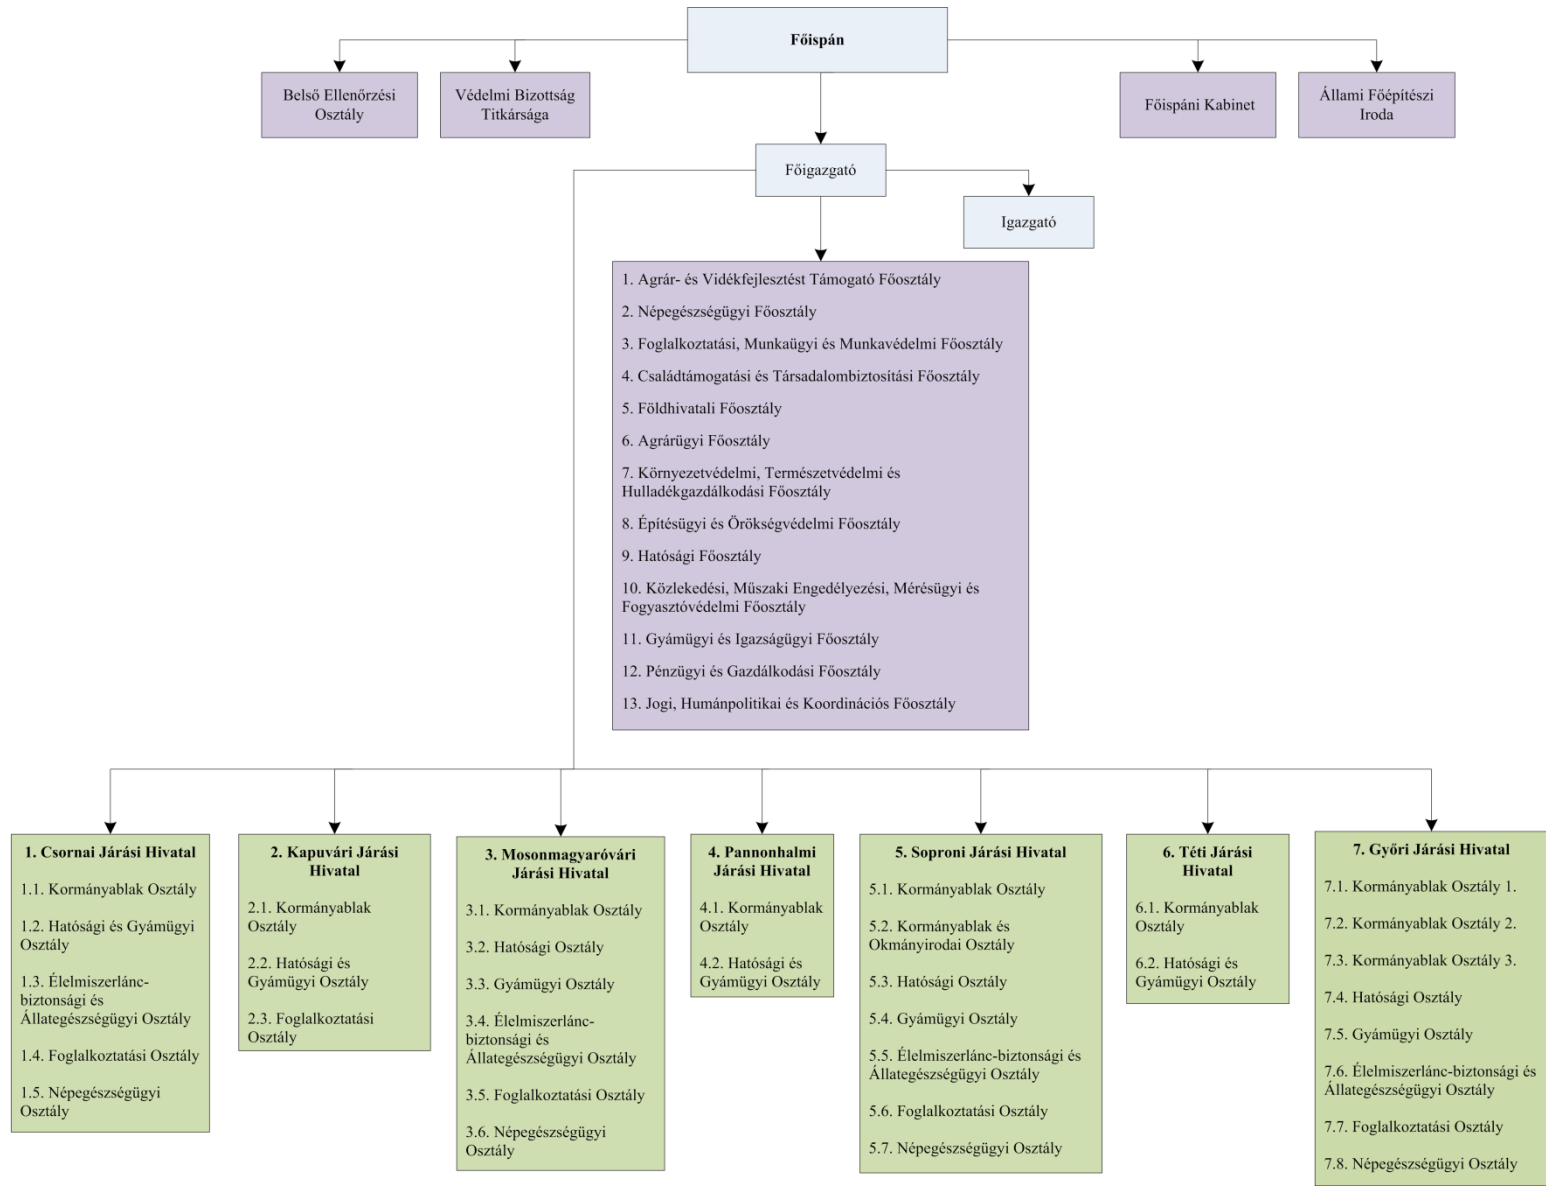 Főispán
Belső Ellenőrzési
Osztály
Védelmi Bizottság
Titkársága
Főispáni Kabinet
Állami Főépítészi
Iroda
Főigazgató
Igazgató
1. Agrár- és Vidékfejlesztést Támogató Főosztály
2. Népegészségügyi Főosztály
3. Foglalkoztatási, Munkaügyi és Munkavédelmi Főosztály
4. Családtámogatási és Társadalombiztosítási Főosztály
5. Földhivatali Főosztály
6. Agrárügyi Főosztály
7. Környezetvédelmi, Természetvédelmi és
Hulladékgazdálkodási Főosztály
8. Építésügyi és Örökségvédelmi Főosztály
9. Hatósági Főosztály
10. Közlekedési, Műszaki Engedélyezési, Mérésügyi és
Fogyasztóvédelmi Főosztály
11. Gyámügyi és Igazságügyi Főosztály
12. Pénzügyi és Gazdálkodási Főosztály
13. Jogi, Humánpolitikai és Koordinációs Főosztály
1. Csornai Járási Hivatal
1.1. Kormányablak Osztály
1.2. Hatósági és Gyámügyi
Osztály
1.3. Élelmiszerlánc-
biztonsági és
Állategészségügyi Osztály
1.4. Foglalkoztatási Osztály
1.5. Népegészségügyi
Osztály
2. Kapuvári Járási
Hivatal
2.1. Kormányablak
Osztály
2.2. Hatósági és
Gyámügyi Osztály
2.3. Foglalkoztatási
Osztály
3. Mosonmagyaróvári
Járási Hivatal
3.1. Kormányablak Osztály
3.2. Hatósági Osztály
3.3. Gyámügyi Osztály
3.4. Élelmiszerlánc-
biztonsági és
Állategészségügyi Osztály
3.5. Foglalkoztatási Osztály
3.6. Népegészségügyi
Osztály
4. Pannonhalmi
Járási Hivatal
4.1. Kormányablak
Osztály
4.2. Hatósági és
Gyámügyi Osztály
5. Soproni Járási Hivatal
5.1. Kormányablak Osztály
5.2. Kormányablak és
Okmányirodai Osztály
5.3. Hatósági Osztály
5.4. Gyámügyi Osztály
5.5. Élelmiszerlánc-biztonsági és
Állategészségügyi Osztály
5.6. Foglalkoztatási Osztály
5.7. Népegészségügyi Osztály
6. Téti Járási
Hivatal
6.1. Kormányablak
Osztály
6.2. Hatósági és
Gyámügyi Osztály
7. Győri Járási Hivatal
7.1. Kormányablak Osztály 1.
7.2. Kormányablak Osztály 2.
7.3. Kormányablak Osztály 3.
7.4. Hatósági Osztály
7.5. Gyámügyi Osztály
7.6. Élelmiszerlánc-biztonsági és
Állategészségügyi Osztály
7.7. Foglalkoztatási Osztály
7.8. Népegészségügyi Osztály